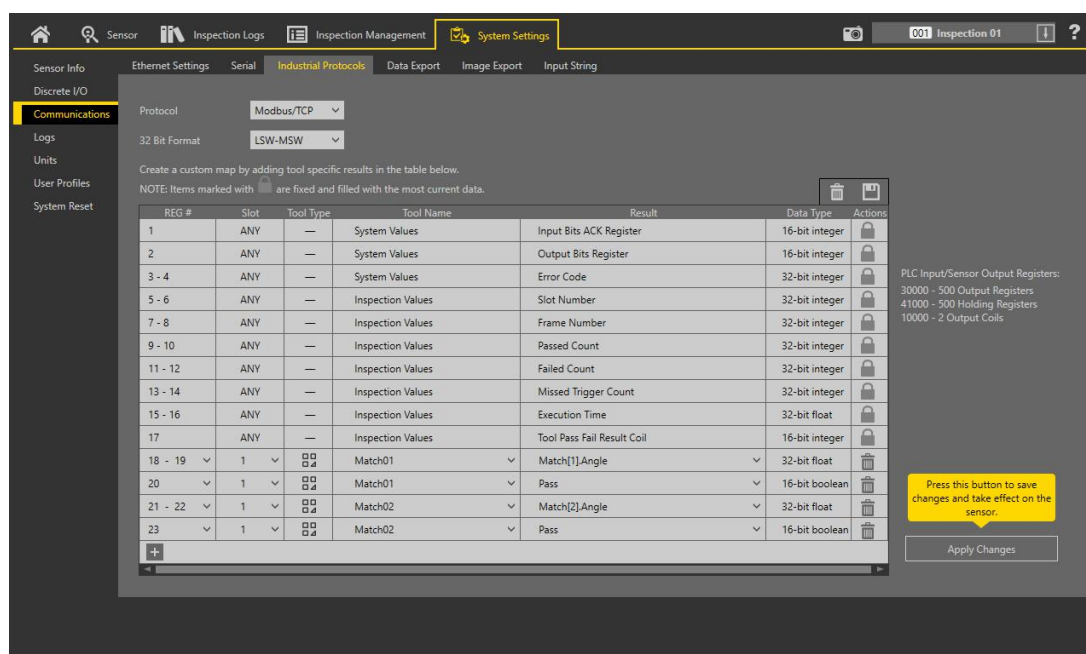 Sensor Inspection Logs Inspection Management System Settings 001 Inspection 01 ?
Sensor Info
Discrete I/O
Communications
Logs
Units
User Profiles
System Reset
Ethernet Settings Serial Industrial Protocols Data Export Image Export Input String
Protocol Modbus/TCP
32 Bit Format LSW-MSW
Create a custom map by adding tool specific results in the table below.
NOTE: Items marked with are fixed and filled with the most current data.
REG # Slot Tool Type Tool Name Result Data Type Actions
1 ANY — System Values Input Bits ACK Register 16-bit integer
2 ANY — System Values Output Bits Register 16-bit integer
3 - 4 ANY — System Values Error Code 32-bit integer
5 - 6 ANY — Inspection Values Slot Number 32-bit integer
7 - 8 ANY — Inspection Values Frame Number 32-bit integer
9 - 10 ANY — Inspection Values Passed Count 32-bit integer
11 - 12 ANY — Inspection Values Failed Count 32-bit integer
13 - 14 ANY — Inspection Values Missed Trigger Count 32-bit integer
15 - 16 ANY — Inspection Values Execution Time 32-bit float
17 ANY — Inspection Values Tool Pass Fail Result Coil 16-bit integer
18 - 19 1 Match01 Match[1].Angle 32-bit float
20 1 Match01 Pass 16-bit boolean
21 - 22 1 Match02 Match[2].Angle 32-bit float
23 1 Match02 Pass 16-bit boolean
+
PLC Input/Sensor Output Registers:
30000 - 500 Output Registers
41000 - 500 Holding Registers
10000 - 2 Output Coils
Press this button to save
changes and take effect on the
sensor.
Apply Changes